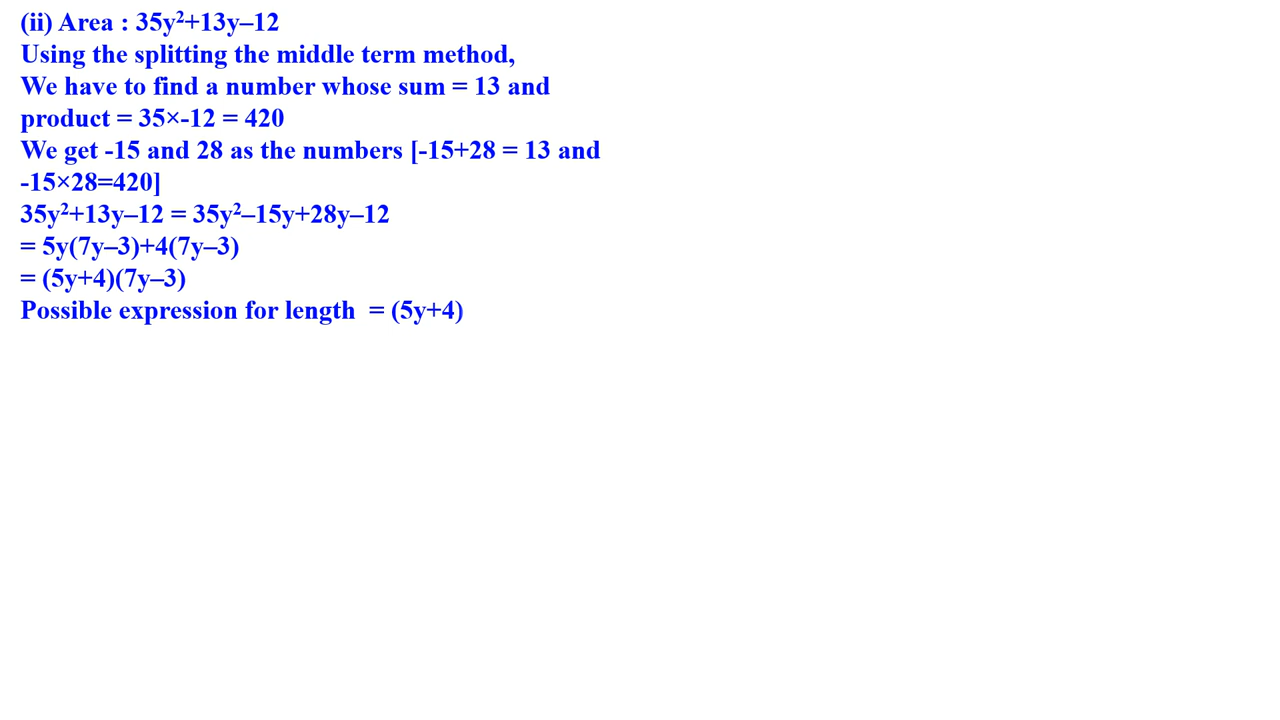 (ii) Area : 35y²+13y–12
Using the splitting the middle term method,
We have to find a number whose sum = 13 and
product = 35×-12 = 420
We get -15 and 28 as the numbers [-15+28 = 13 and
-15×28=420]
35y²+13y–12 = 35y²–15y+28y–12
= 5y(7y–3)+4(7y–3)
= (5y+4)(7y–3)
Possible expression for length  = (5y+4)